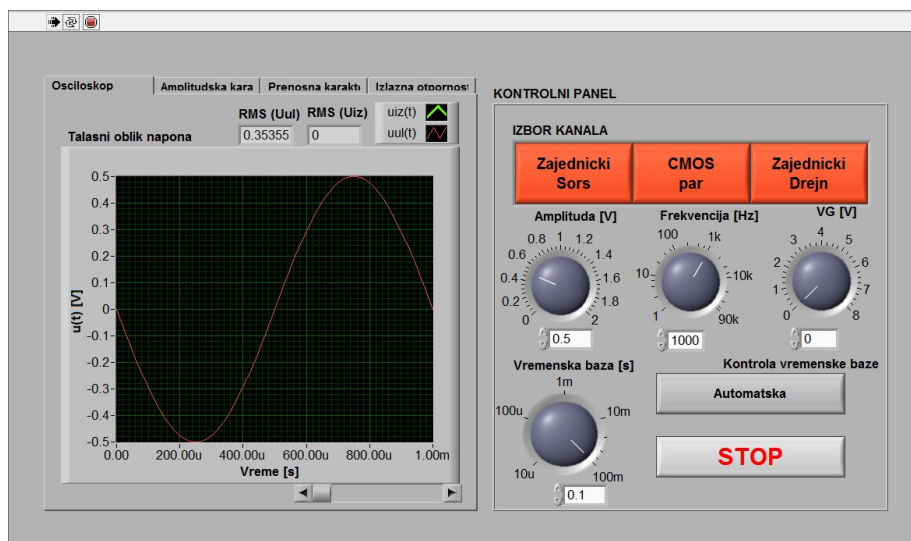 Osciloskop
Amplitudska kara
Prenosna karakt
Izlazna otpornos
RMS (Uul) RMS (Uiz)
0.35355 0
uiz(t)
uul(t)
Talasni oblik napona
0.5
0.4
0.3
0.2
0.1
0
-0.1
-0.2
-0.3
-0.4
-0.5
u(t) [V]
0.00 200.00u 400.00u 600.00u 800.00u 1.00m
Vreme [s]
KONTROLNI PANEL
IZBOR KANALA
Zajednicki
Sors
CMOS
par
Zajednicki
Drejn
Amplituda [V]
0 0.2 0.4 0.6 0.8 1 1.2 1.4 1.6 1.8 2
0.5
Frekvencija [Hz]
1 10 100 1k 10k 90k
1000
VG [V]
0 1 2 3 4 5 6 7 8
0
Vremenska baza [s]
10u 100u 1m 10m 100m
0.1
Kontrola vremenske baze
Automatska
STOP